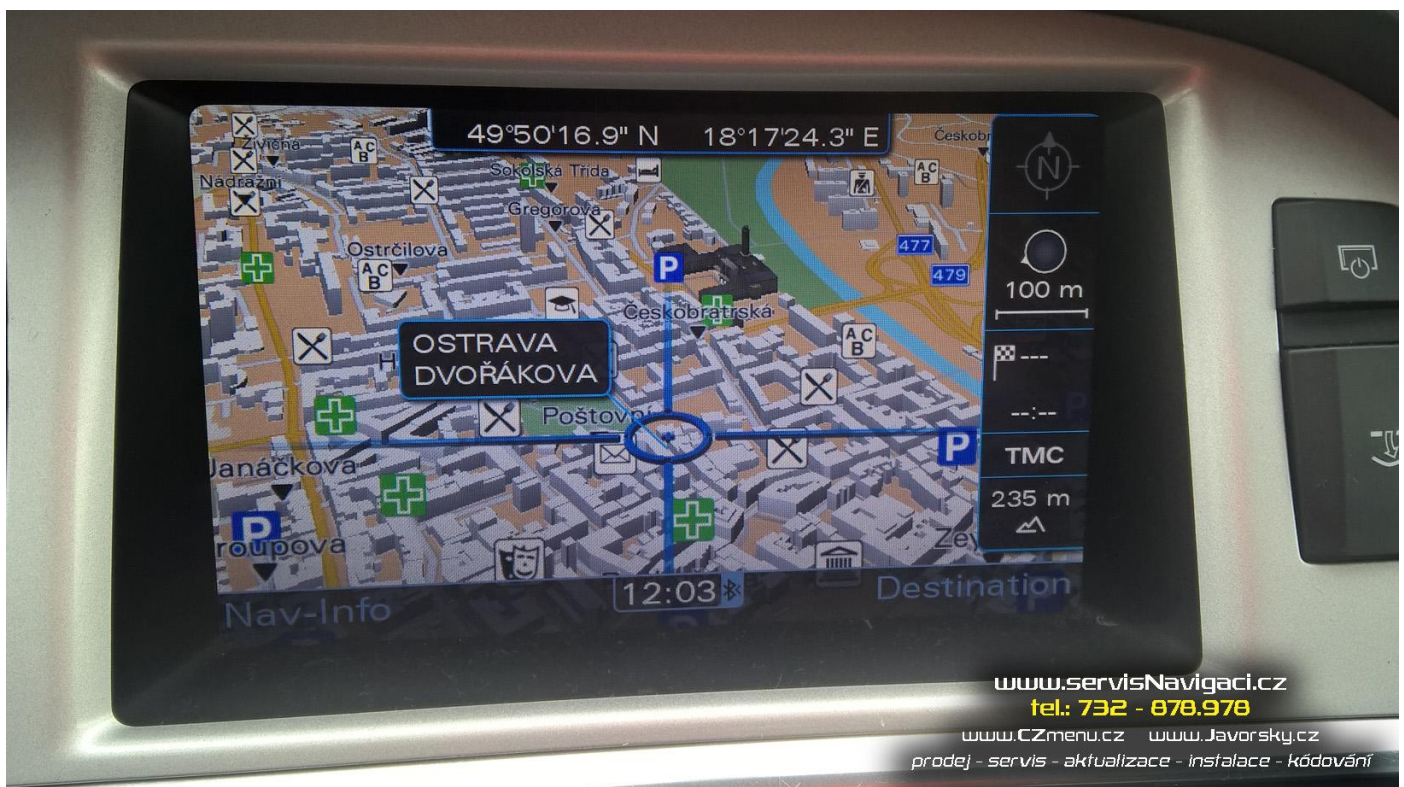 49°50'16.9" N 18°17'24.3" E
Živičná
A C B
Českobr
Nádražní
Sokolská Třída
A C B
N
Gregorova
Ostrčilova
A C B
P
477
479
100 m
Českobratrská
A C B
OSTRAVA
DVOŘÁKOVA
---
--:--
Poštovní
P
TMC
Janáčkova
235 m
P
roupova
Nav-Info
12:03
Destination
www.servisNavigaci.cz
tel.: 732 - 878.978
www.CZmenu.cz www.Javorsky.cz
prodej - servis - aktualizace - instalace - kódování